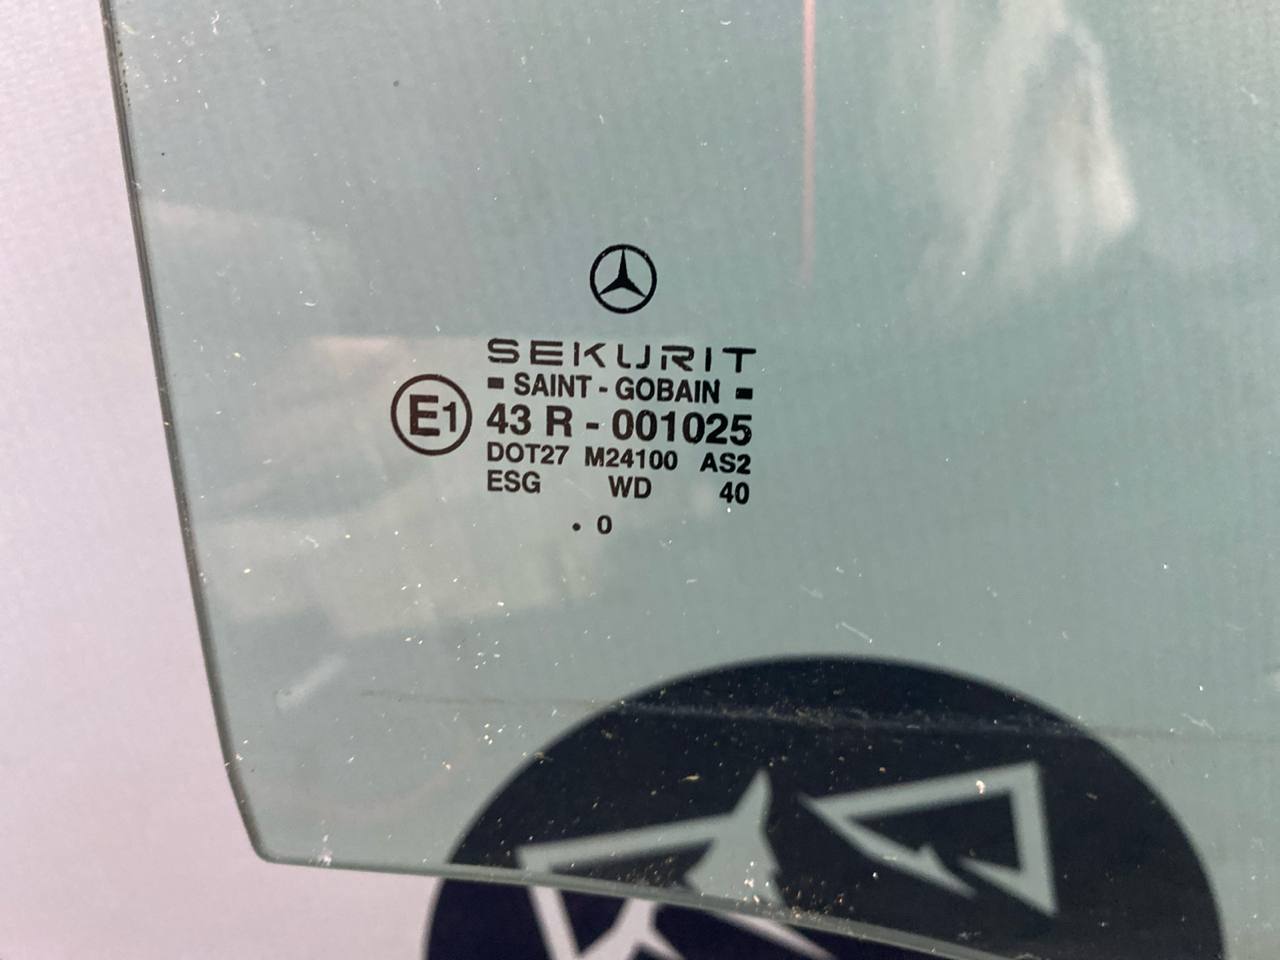 SEKURIT
SAINT - GOBAIN
E1
43 R - 001025
DOT27 M24100 AS2
ESG WD 40
. 0